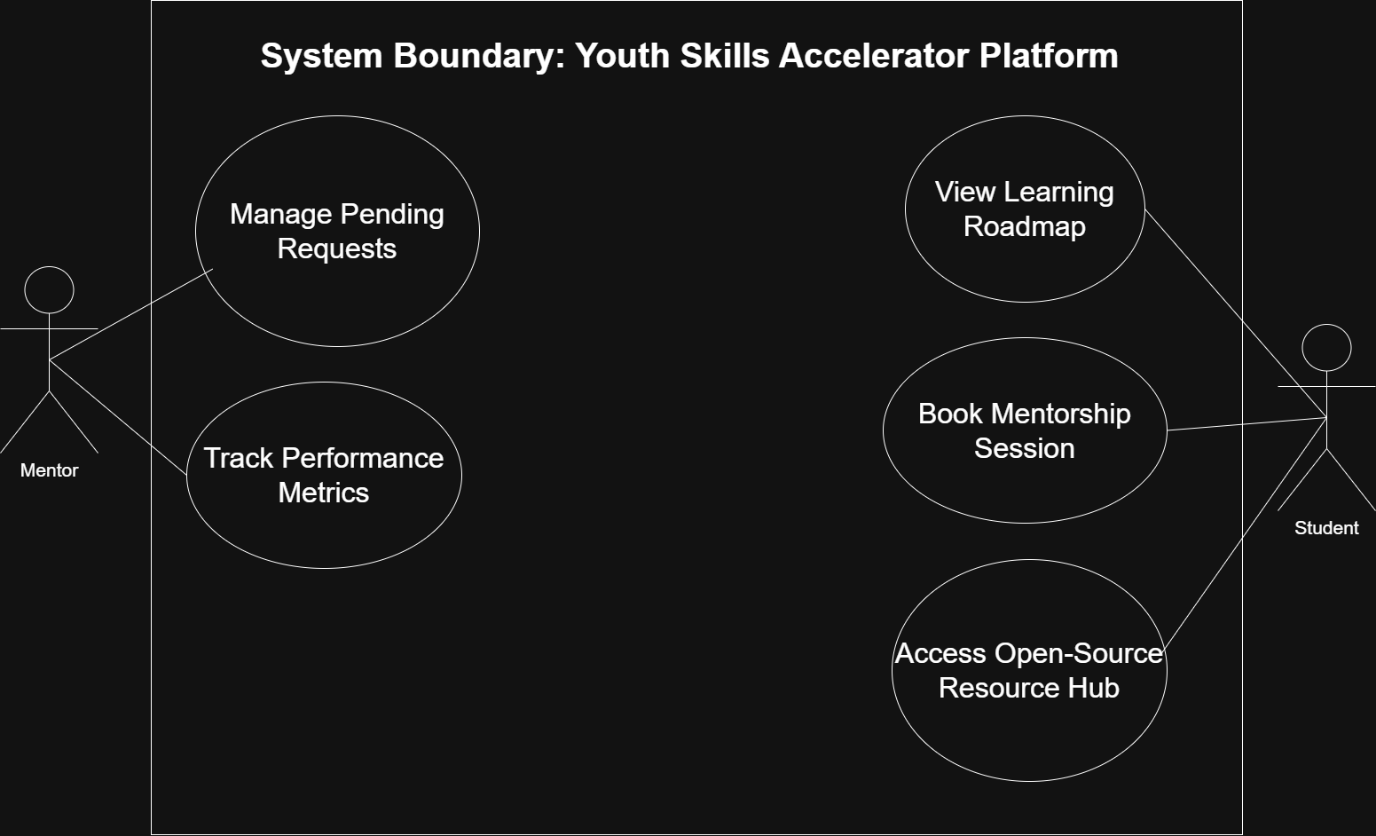 System Boundary: Youth Skills Accelerator Platform
Manage Pending
Requests
Track Performance
Metrics
Mentor
View Learning
Roadmap
Book Mentorship
Session
Access Open-Source
Resource Hub
Student